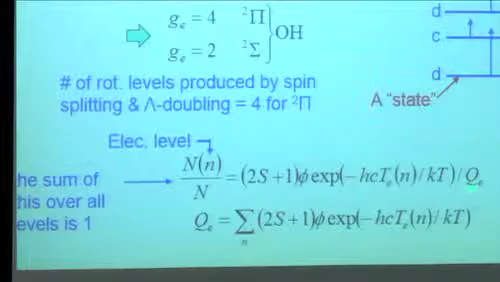 gₑ = 4 ²Π
gₑ = 2 ²Σ } OH
# of rot. levels produced by spin
splitting & Λ-doubling = 4 for ²Π
d
c
d
A "state"
Elec. level
he sum of
his over all
evels is 1
N(n)/N = (2S+1)ϕ exp(−hcTₑ(n)/kT)/Qₑ
Qₑ = ∑ₙ (2S+1)ϕ exp(−hcTₑ(n)/kT)